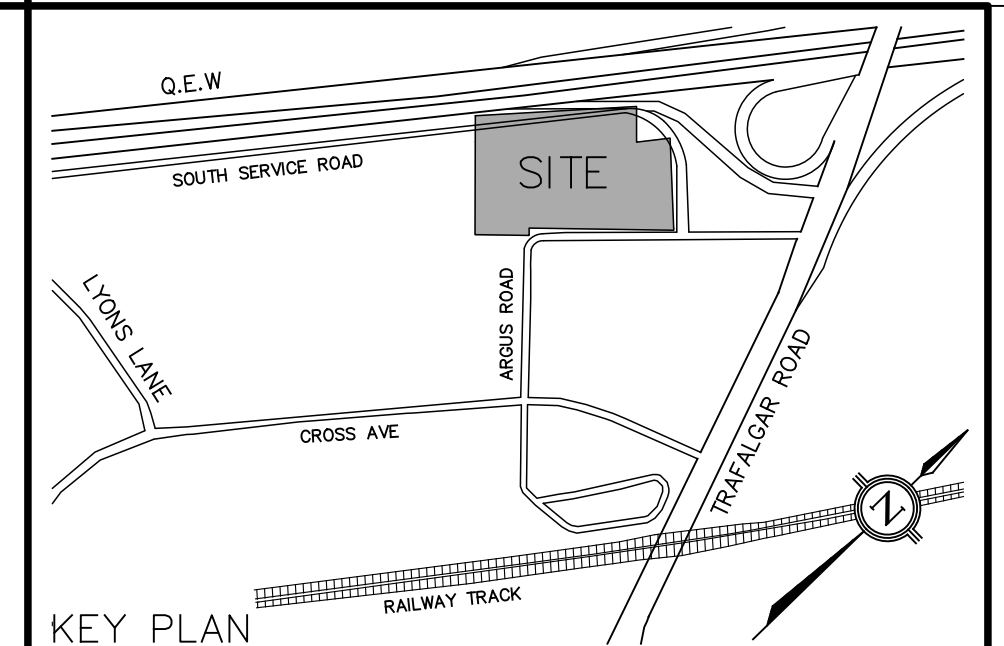 Q.E.W
SOUTH SERVICE ROAD
SITE
LYONS LANE
ARGUS ROAD
CROSS AVE
TRAFALGAR ROAD
N
RAILWAY TRACK
KEY PLAN